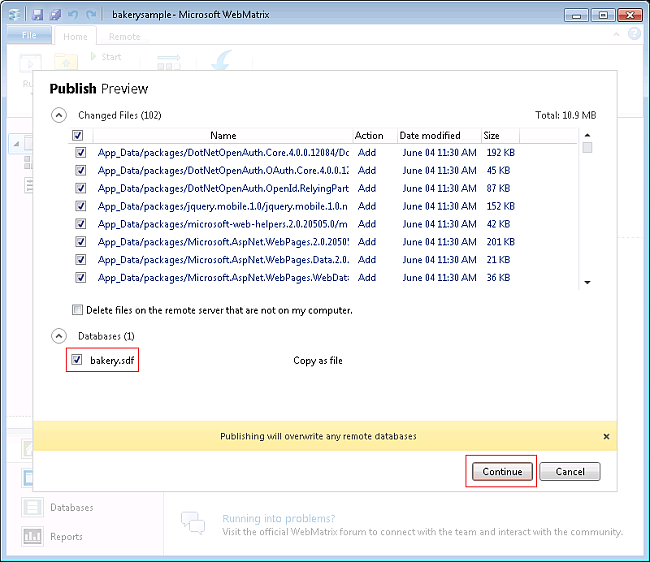 bakerysample - Microsoft WebMatrix
File Home Remote
Start
Publish Preview
Changed Files (102) Total: 10.9 MB
Name Action Date modified Size
App_Data/packages/DotNetOpenAuth.Core.4.0.0.12084/Do Add June 04 11:30 AM 192 KB
App_Data/packages/DotNetOpenAuth.OAuth.Core.4.0.0.12 Add June 04 11:30 AM 45 KB
App_Data/packages/DotNetOpenAuth.OpenId.RelyingPart Add June 04 11:30 AM 87 KB
App_Data/packages/jquery.mobile.1.0/jquery.mobile.1.0.n Add June 04 11:30 AM 152 KB
App_Data/packages/microsoft-web-helpers.2.0.20505.0/m Add June 04 11:30 AM 42 KB
App_Data/packages/Microsoft.AspNet.WebPages.2.0.20505 Add June 04 11:30 AM 201 KB
App_Data/packages/Microsoft.AspNet.WebPages.Data.2.0. Add June 04 11:30 AM 21 KB
App_Data/packages/Microsoft.AspNet.WebPages.WebDat Add June 04 11:30 AM 36 KB
Delete files on the remote server that are not on my computer.
Databases (1)
bakery.sdf Copy as file
Publishing will overwrite any remote databases
Continue Cancel
Databases
Reports
Running into problems?
Visit the official WebMatrix forum to connect with the team and interact with the community.